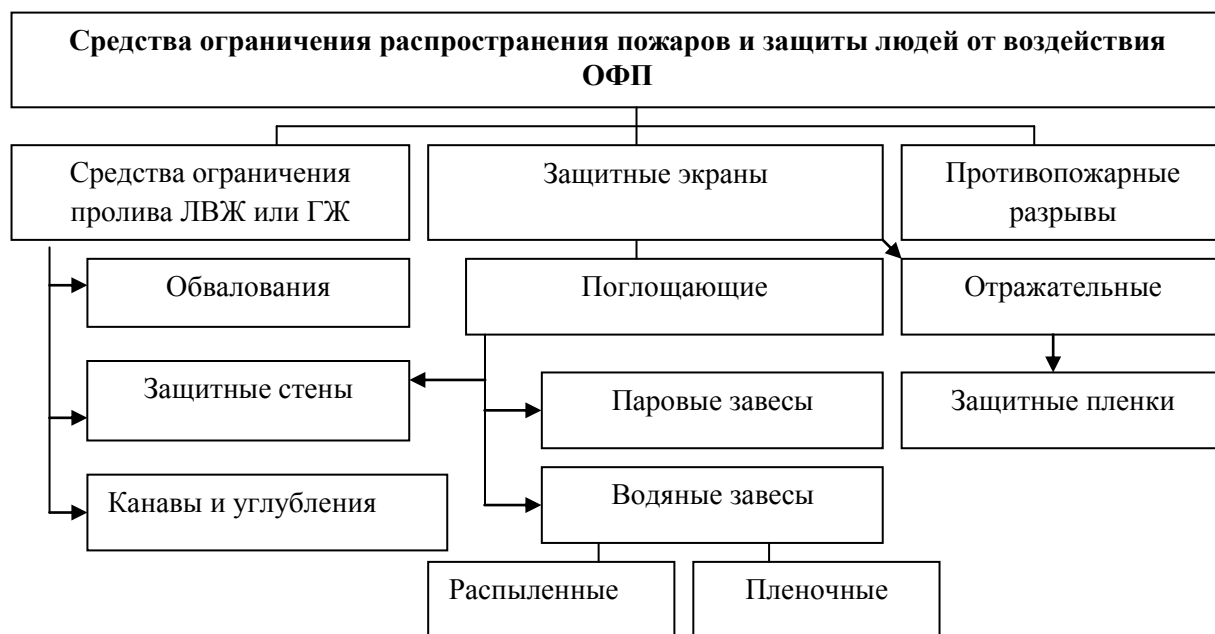 Средства ограничения распространения пожаров и защиты людей от воздействия
ОФП
Средства ограничения
пролива ЛВЖ или ГЖ
Защитные экраны
Противопожарные
разрывы
Обвалования
Поглощающие
Отражательные
Защитные стены
Паровые завесы
Защитные пленки
Канавы и углубления
Водяные завесы
Распыленные
Пленочные